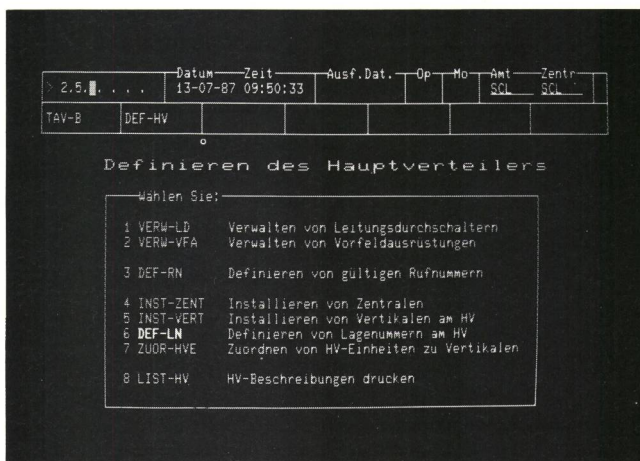 Datum Zeit Ausf.Dat. Op Mo Amt Zentr
> 2.5. . . . . 13-07-87 09:50:33 SCL SCL
TAV-B DEF-HV
Definieren des Hauptverteilers
Wählen Sie:
1 VERW-LD Verwalten von Leitungsdurchschaltern
2 VERW-VFA Verwalten von Vorfeldausrüstungen
3 DEF-RN Definieren von gültigen Rufnummern
4 INST-ZENT Installieren von Zentralen
5 INST-VERT Installieren von Vertikalen am HV
6 DEF-LN Definieren von Lagenummern am HV
7 ZUOR-HVE Zuordnen von HV-Einheiten zu Vertikalen
8 LIST-HV HV-Beschreibungen drucken